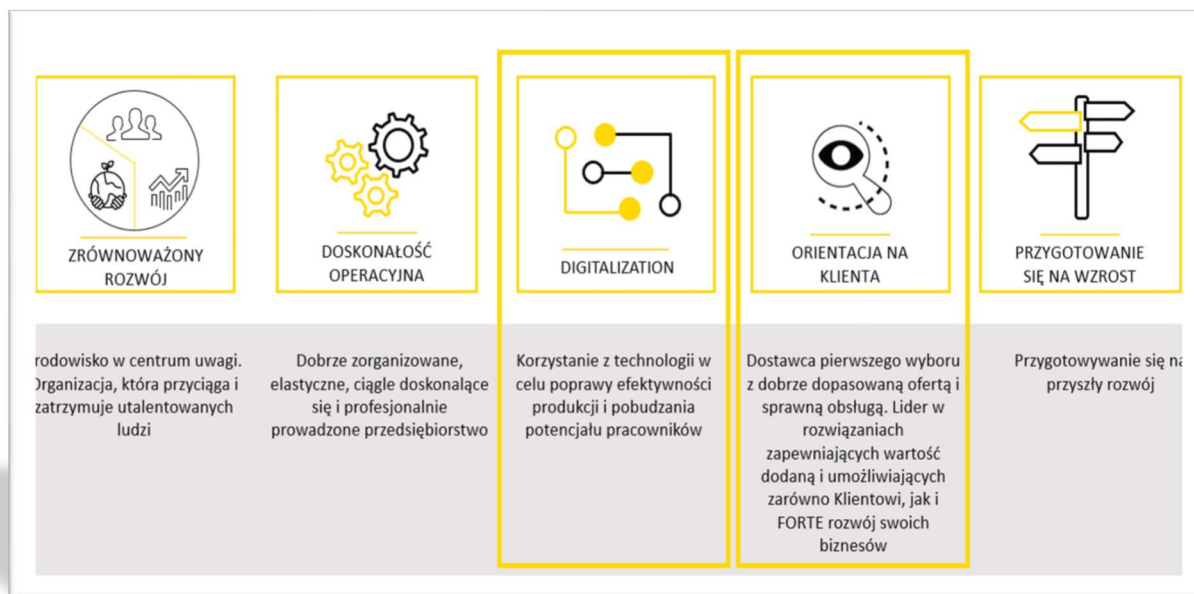 ZRÓWNOWAŻONY
ROZWÓJ
DOSKONAŁOŚĆ
OPERACYJNA
DIGITALIZATION
ORIENTACJA NA
KLIENTA
PRZYGOTOWANIE
SIĘ NA WZROST
rodowisko w centrum uwagi.
Organizacja, która przyciąga i
zatrzymuje utalentowanych
ludzi
Dobrze zorganizowane,
elastyczne, ciągle doskonalące
się i profesjonalnie
prowadzone przedsiębiorstwo
Korzystanie z technologii w
celu poprawy efektywności
produkcji i pobudzania
potencjału pracowników
Dostawca pierwszego wyboru
z dobrze dopasowaną ofertą i
sprawną obsługą. Lider w
rozwiązaniach
zapewniających wartość
dodaną i umożliwiających
zarówno Klientowi, jak i
FORTE rozwój swoich
biznesów
Przygotowywanie się na
przyszły rozwój